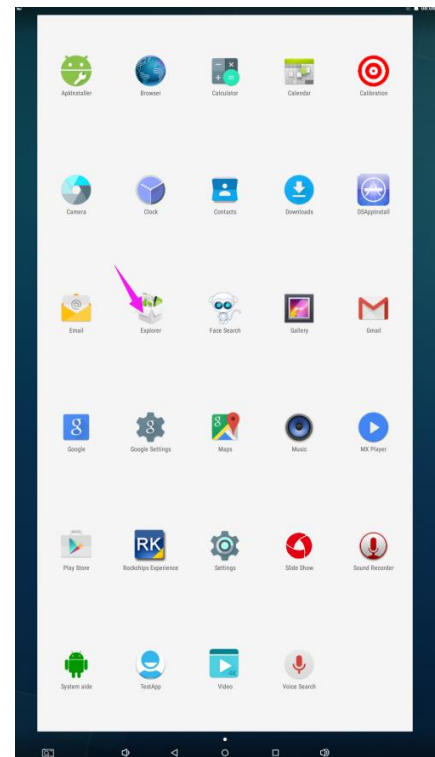 ApkInstaller
Browser
Calculator
Calendar
Calibration
Camera
Clock
Contacts
Downloads
DSAppinstall
Email
Explorer
Face Search
Gallery
Gmail
Google
Google Settings
Maps
Music
MX Player
Play Store
RK
Rockchips Experience
Settings
Slide Show
Sound Recorder
System aide
TestApp
Video
Voice Search